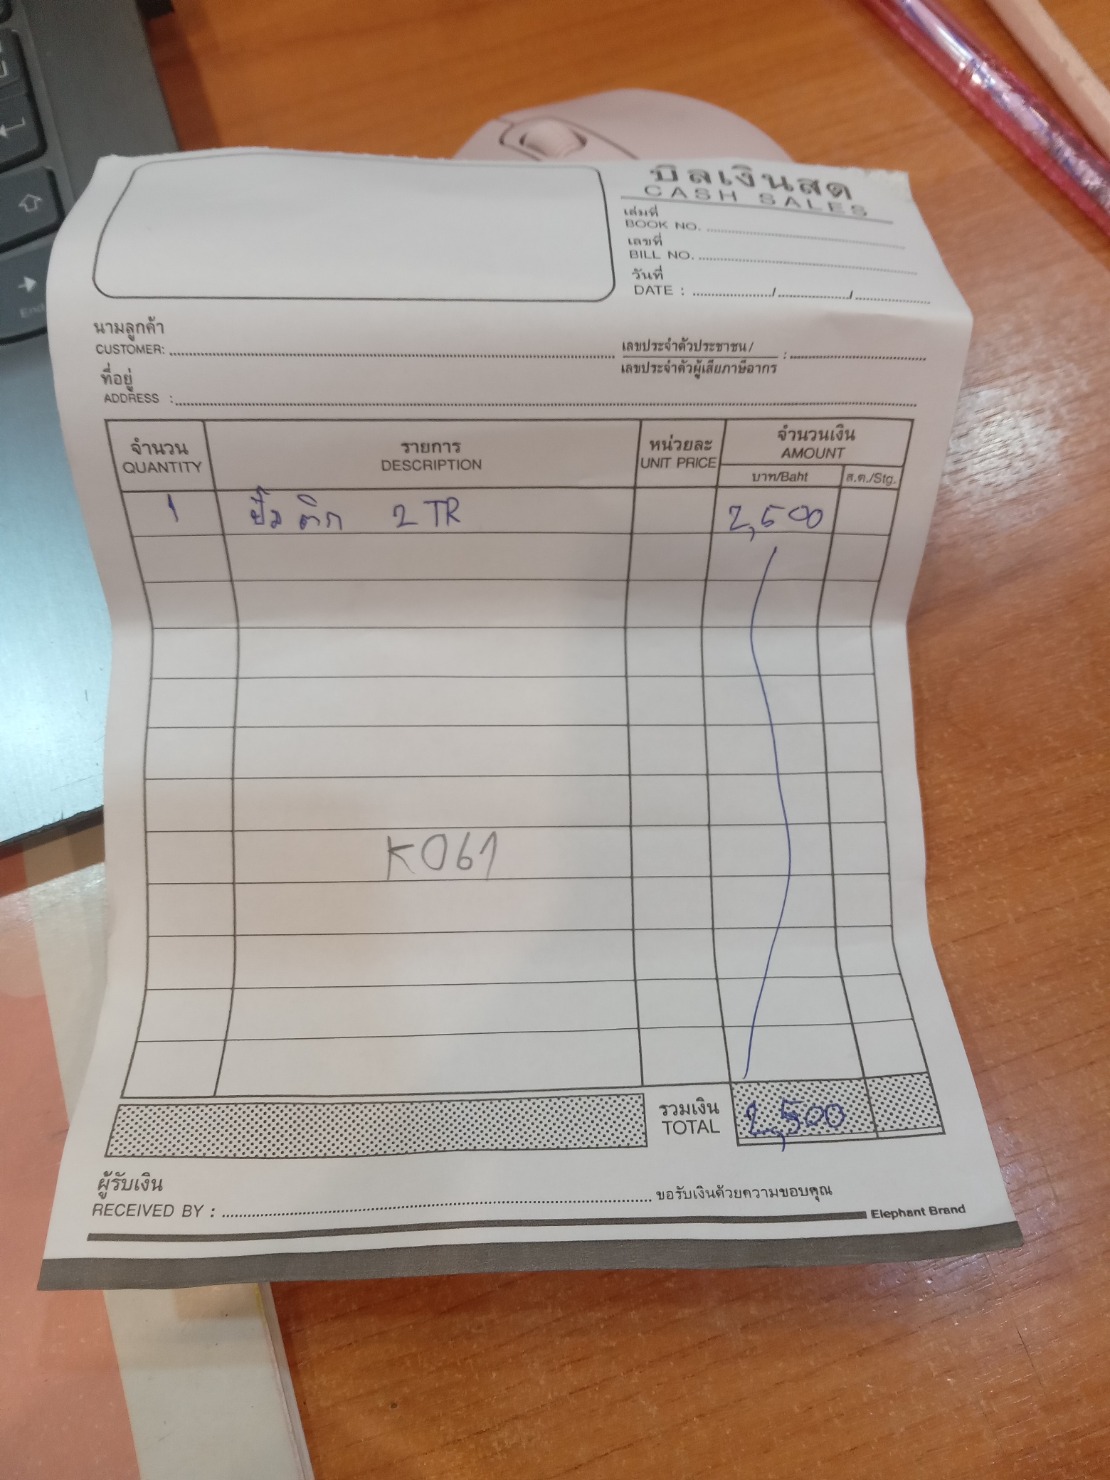 บิลเงินสด
CASH SALES
เล่มที่
BOOK NO.
เลขที่
BILL NO.
วันที่
DATE : / /
นามลูกค้า
CUSTOMER:
เลขประจำตัวประชาชน/
เลขประจำตัวผู้เสียภาษีอากร :
ที่อยู่
ADDRESS :
จำนวน รายการ หน่วยละ จำนวนเงิน
QUANTITY DESCRIPTION UNIT PRICE AMOUNT
บาท/Baht ส.ต./Stg.
1 ปั๊มติ๊ก 2TR 2,500
K061
รวมเงิน
TOTAL 2,500
ผู้รับเงิน
RECEIVED BY : ขอรับเงินด้วยความขอบคุณ
Elephant Brand
End